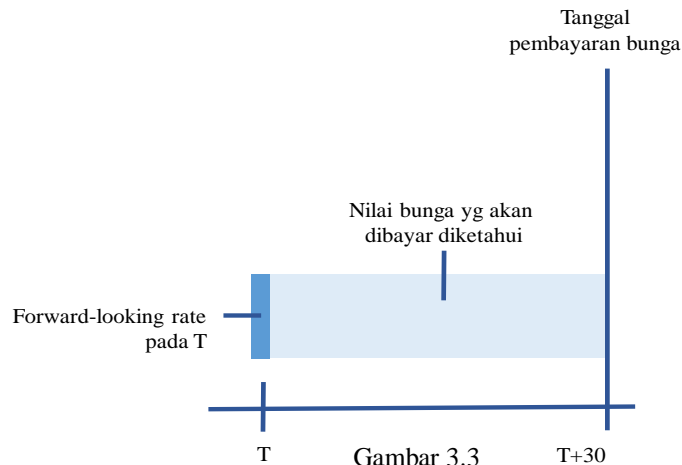 Tanggal
pembayaran bunga
Nilai bunga yg akan
dibayar diketahui
Forward-looking rate
pada T
T
Gambar 3.3
T+30